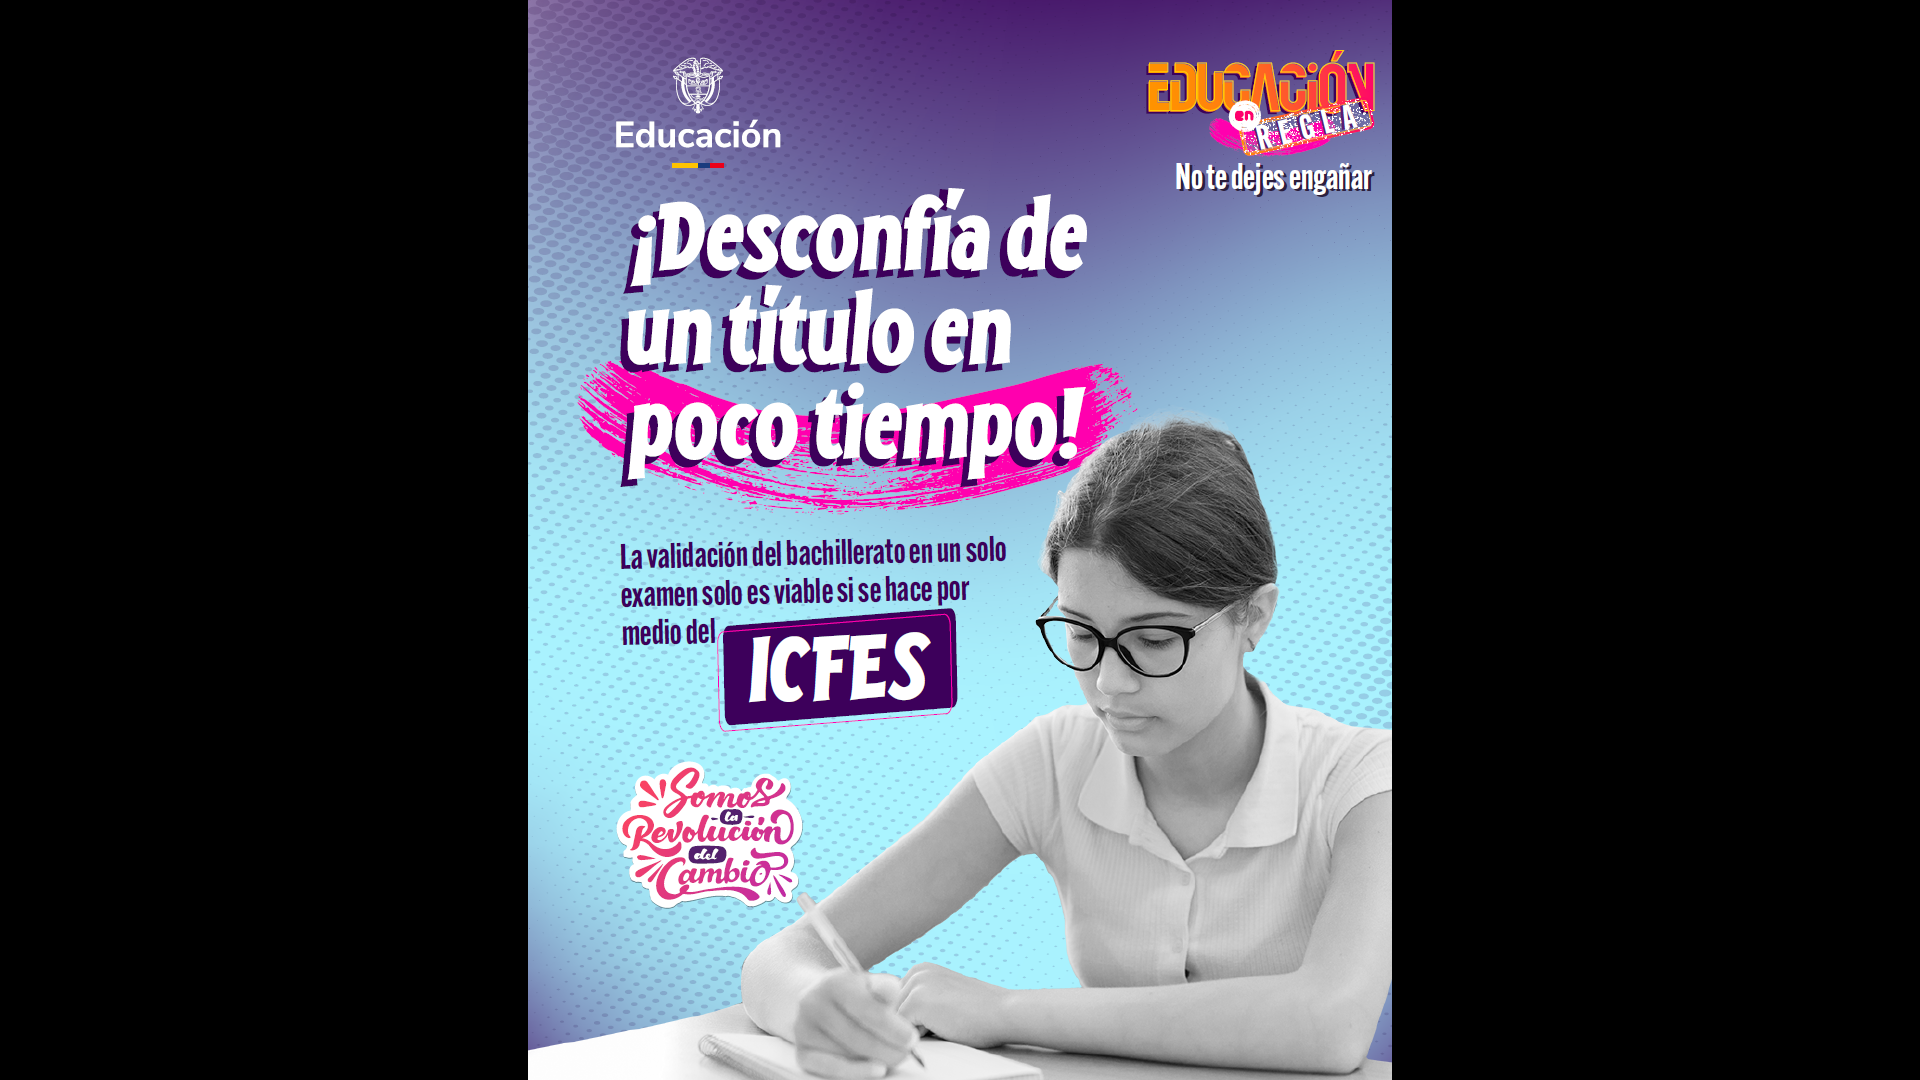 Educación
EDUCACIÓN
en
REGLA
No te dejes engañar
¡Desconfía de
un título en
poco tiempo!
La validación del bachillerato en un solo
examen solo es viable si se hace por
medio del
ICFES
Somos
la
Revolución
del
Cambio